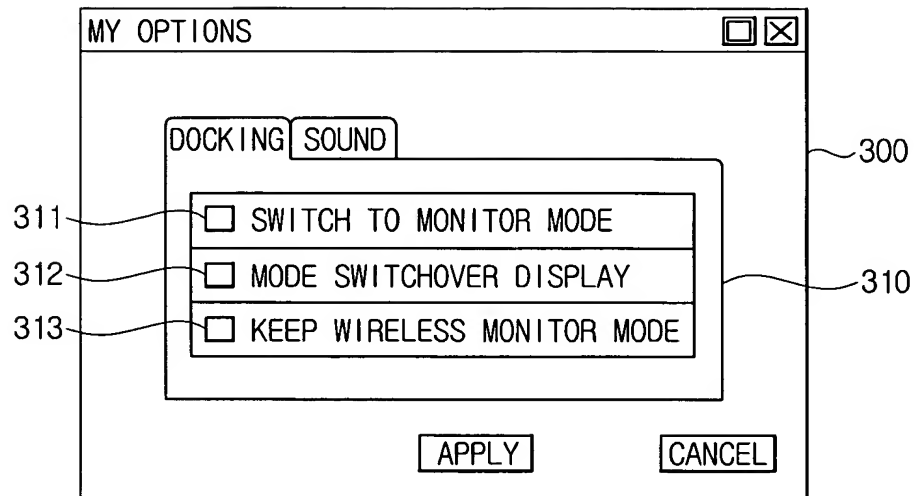 MY OPTIONS
DOCKING SOUND
300
311 SWITCH TO MONITOR MODE
312 MODE SWITCHOVER DISPLAY 310
313 KEEP WIRELESS MONITOR MODE
APPLY CANCEL